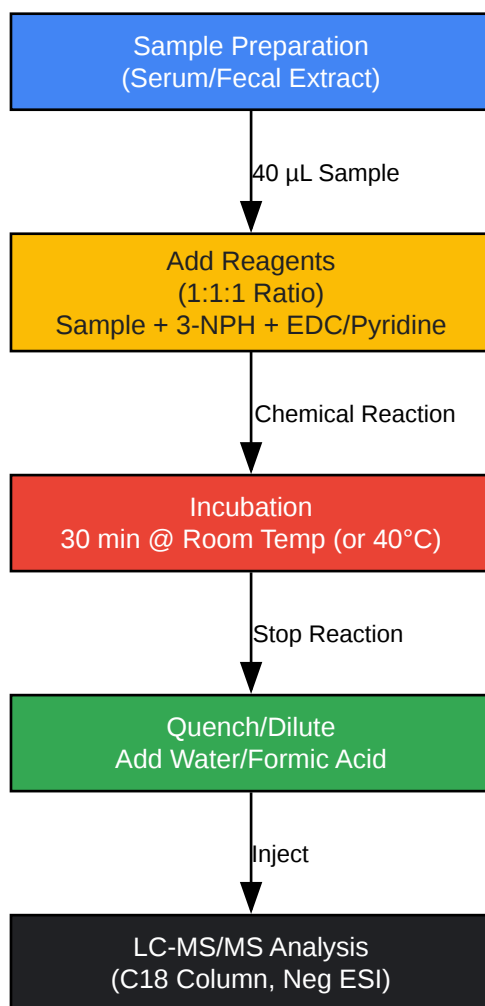 Sample Preparation
(Serum/Fecal Extract)
40 µL Sample
Add Reagents
(1:1:1 Ratio)
Sample + 3-NPH + EDC/Pyridine
Chemical Reaction
Incubation
30 min @ Room Temp (or 40°C)
Stop Reaction
Quench/Dilute
Add Water/Formic Acid
Inject
LC-MS/MS Analysis
(C18 Column, Neg ESI)